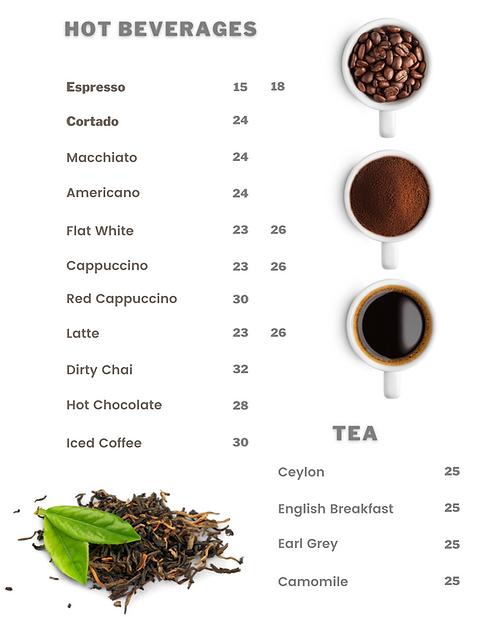 HOT BEVERAGES
Espresso 15 18
Cortado 24
Macchiato 24
Americano 24
Flat White 23 26
Cappuccino 23 26
Red Cappuccino 30
Latte 23 26
Dirty Chai 32
Hot Chocolate 28
Iced Coffee 30
TEA
Ceylon 25
English Breakfast 25
Earl Grey 25
Camomile 25